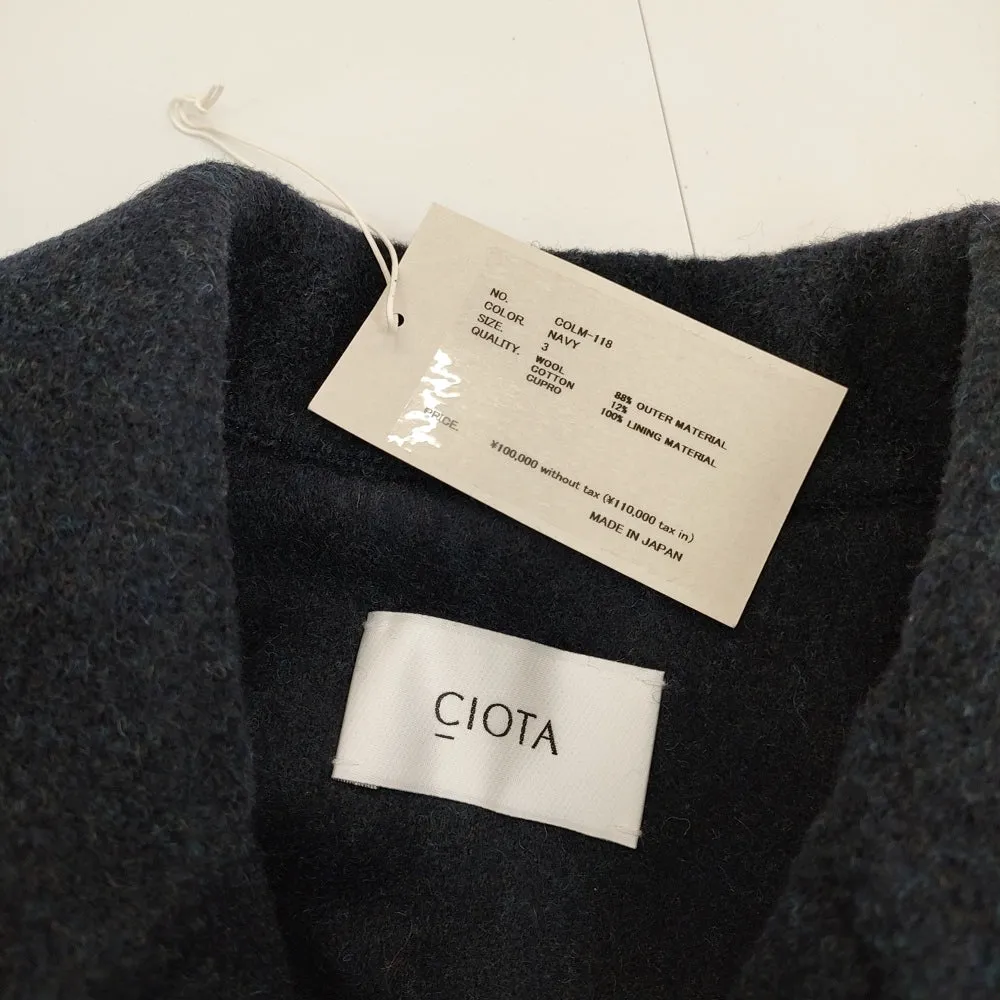 NO. COLM-118
COLOR. NAVY
SIZE. 3
QUALITY. WOOL 88% OUTER MATERIAL
COTTON 12%
CUPRO 100% LINING MATERIAL
PRICE. ¥100,000 without tax (¥110,000 tax in)
MADE IN JAPAN
CIOTA